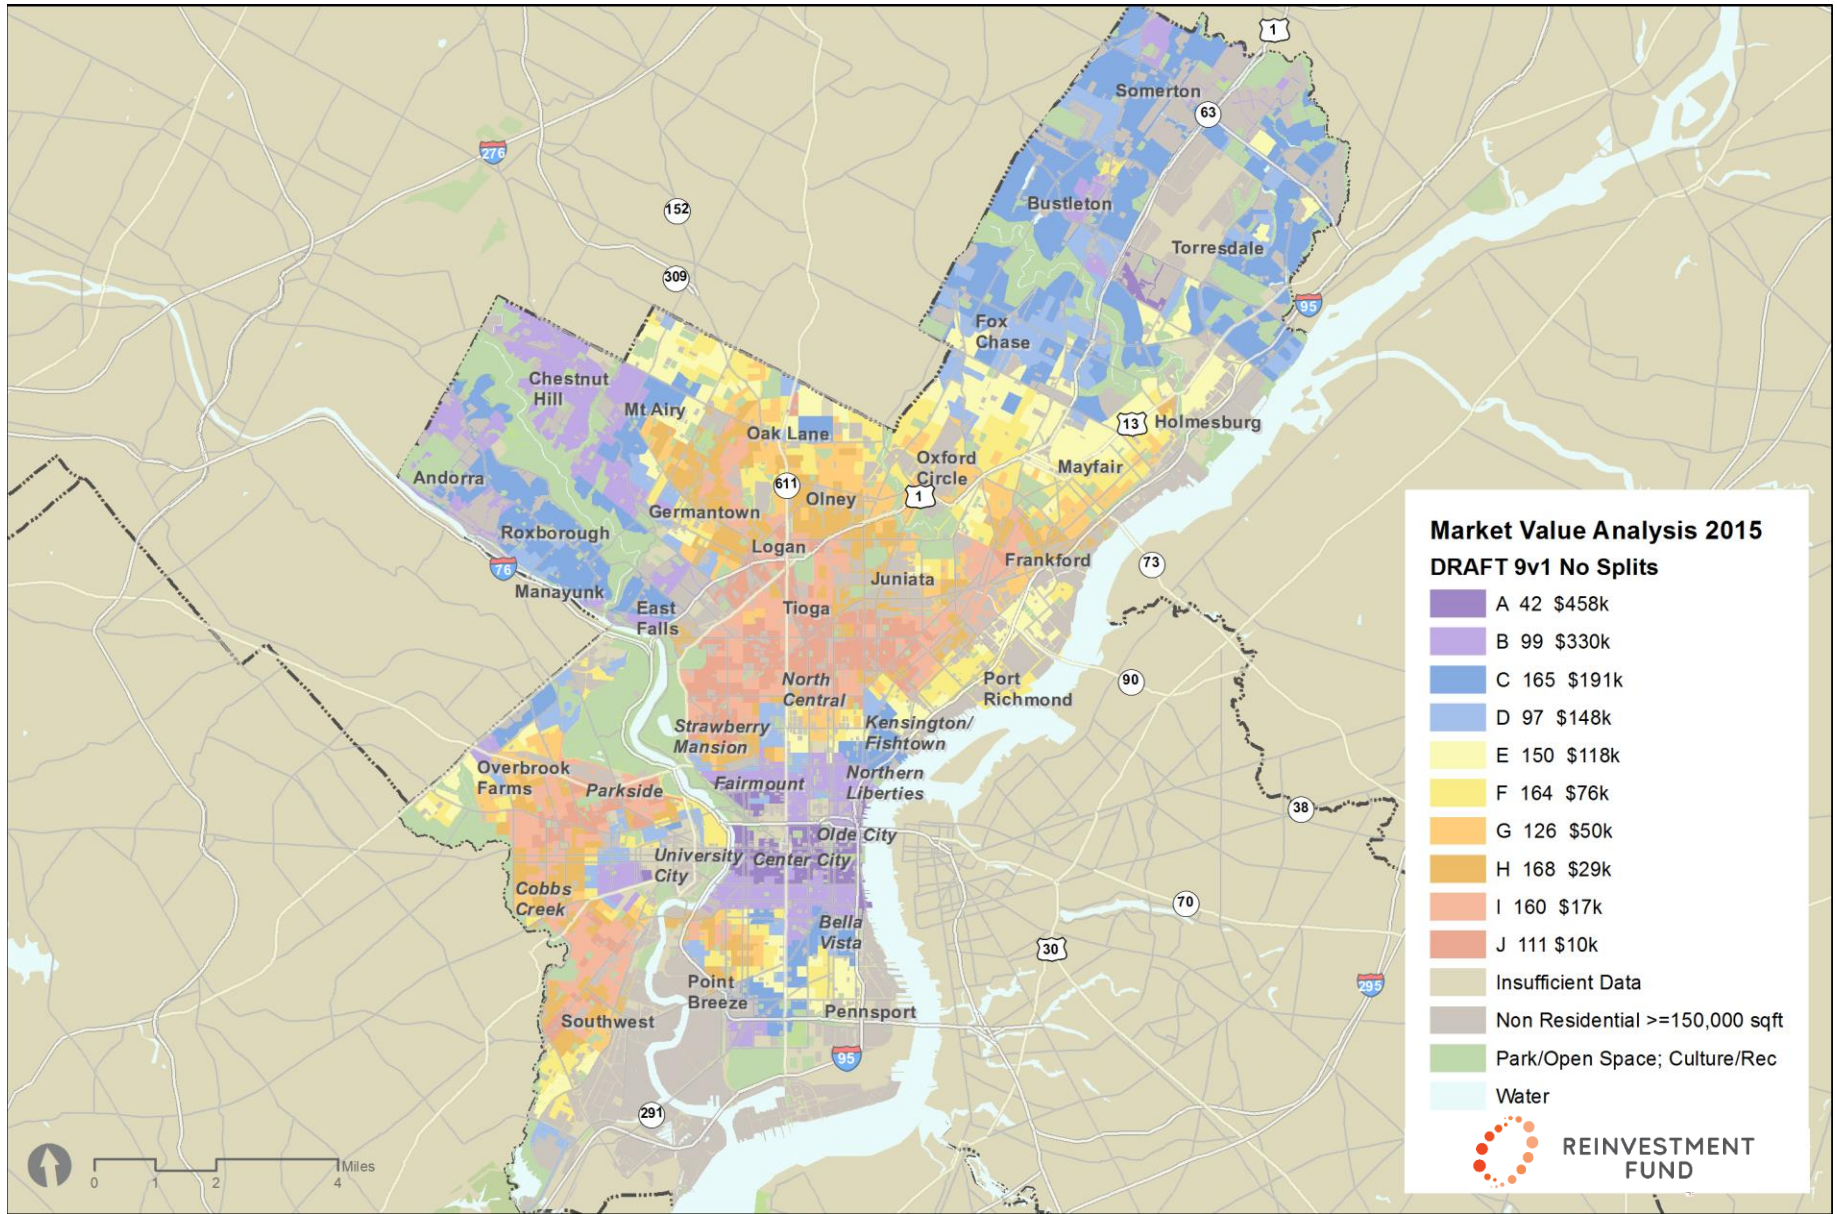 1
Somerton
63
276
Bustleton
152
Torresdale
309
95
Fox
Chase
Chestnut
Hill
Mt Airy
13
Holmesburg
Oak Lane
Oxford
Circle
Mayfair
Andorra
611
Olney
1
Germantown
Roxborough
Logan
Frankford
73
76
Juniata
Manayunk
East
Falls
Tioga
North
Central
Port
Richmond
90
Strawberry
Mansion
Kensington/
Fishtown
Overbrook
Farms
Parkside
Fairmount
Northern
Liberties
38
Olde City
University
City
Center City
Cobbs
Creek
70
Bella
Vista
30
Point
Breeze
295
Southwest
Pennsport
95
291
Miles
0 1 2 4
Market Value Analysis 2015
DRAFT 9v1 No Splits
A 42 $458k
B 99 $330k
C 165 $191k
D 97 $148k
E 150 $118k
F 164 $76k
G 126 $50k
H 168 $29k
I 160 $17k
J 111 $10k
Insufficient Data
Non Residential >=150,000 sqft
Park/Open Space; Culture/Rec
Water
REINVESTMENT
FUND